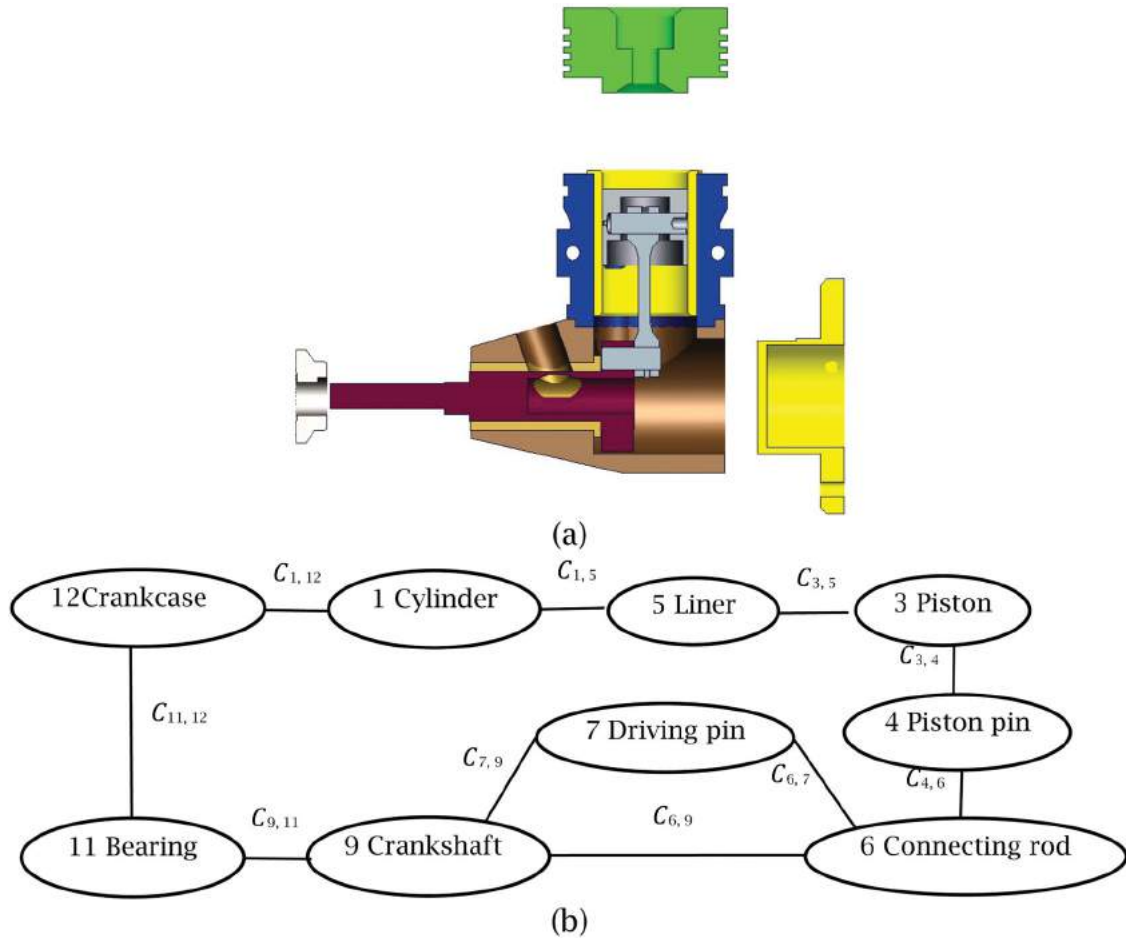 (a)
C1, 12
C1, 5
C3, 5
12Crankcase
1 Cylinder
5 Liner
3 Piston
C3, 4
C11, 12
7 Driving pin
4 Piston pin
C7, 9
C6, 7
C4, 6
C9, 11
C6, 9
11 Bearing
9 Crankshaft
6 Connecting rod
(b)